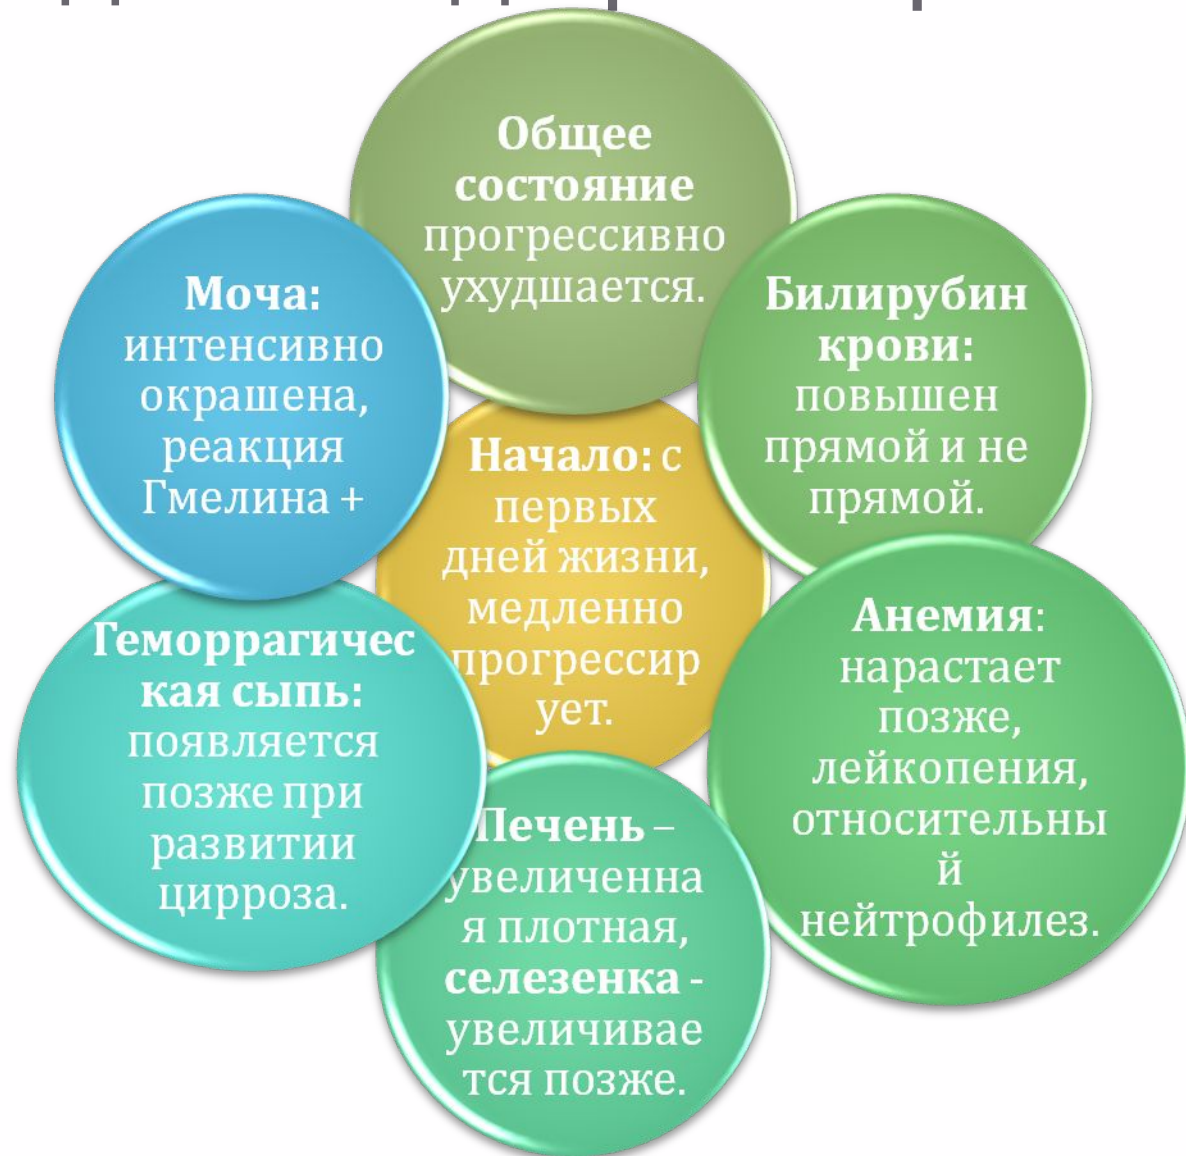 Общее
состояние
прогрессивно
ухудшается.
Билирубин
крови:
повышен
прямой и не
прямой.
Анемия:
нарастает
позже,
лейкопения,
относительны
й
нейтрофилез.
Печень –
увеличенна
я плотная,
селезенка -
увеличивае
тся позже.
Геморрагичес
кая сыпь:
появляется
позже при
развитии
цирроза.
Моча:
интенсивно
окрашена,
реакция
Гмелина +
Начало: с
первых
дней жизни,
медленно
прогрессир
ует.